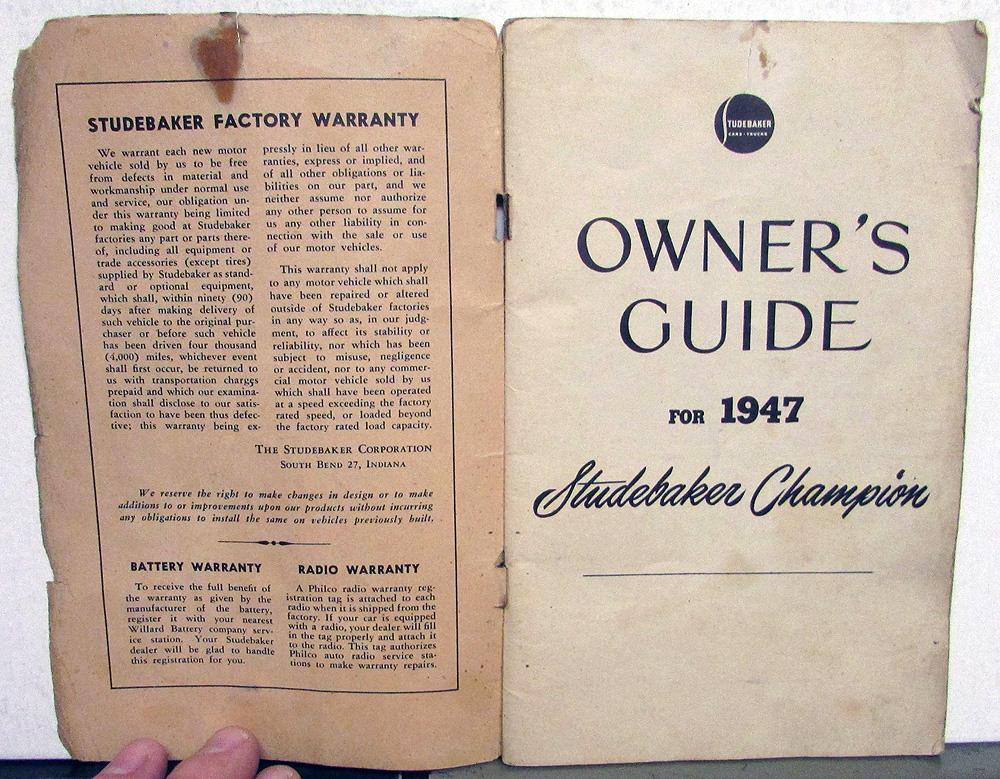 STUDEBAKER FACTORY WARRANTY
We warrant each new motor
vehicle sold by us to be free
from defects in material and
workmanship under normal use
and service, our obligation un-
der this warranty being limited
to making good at Studebaker
factories any part or parts there-
of, including all equipment or
trade accessories (except tires)
supplied by Studebaker as stand-
ard or optional equipment,
which shall, within ninety (90)
days after making delivery of
such vehicle to the original pur-
chaser or before such vehicle
has been driven four thousand
(4,000) miles, whichever event
shall first occur, be returned to
us with transportation charges
prepaid and which our examina-
tion shall disclose to our satis-
faction to have been thus defec-
tive; this warranty being ex-
pressly in lieu of all other war-
ranties, express or implied, and
of all other obligations or lia-
bilities on our part, and we
neither assume nor authorize
any other person to assume for
us any other liability in con-
nection with the sale or use
of our motor vehicles.
This warranty shall not apply
to any motor vehicle which shall
have been repaired or altered
outside of Studebaker factories
in any way so as, in our judg-
ment, to affect its stability or
reliability, nor which has been
subject to misuse, negligence
or accident, nor to any commer-
cial motor vehicle sold by us
which shall have been operated
at a speed exceeding the factory
rated speed, or loaded beyond
the factory rated load capacity.
THE STUDEBAKER CORPORATION
SOUTH BEND 27, INDIANA
We reserve the right to make changes in design or to make
additions to or improvements upon our products without incurring
any obligations to install the same on vehicles previously built.
BATTERY WARRANTY
To receive the full benefit of
the warranty as given by the
manufacturer of the battery,
register it with your nearest
Willard Battery company serv-
ice station. Your Studebaker
dealer will be glad to handle
this registration for you.
RADIO WARRANTY
A Philco radio warranty reg-
istration tag is attached to each
radio when it is shipped from the
factory. If your car is equipped
with a radio, your dealer will fill
in the tag properly and attach it
to the radio. This tag authorizes
Philco auto radio service sta-
tions to make warranty repairs.
STUDEBAKER
CARS · TRUCKS
OWNER'S
GUIDE
FOR 1947
Studebaker Champion